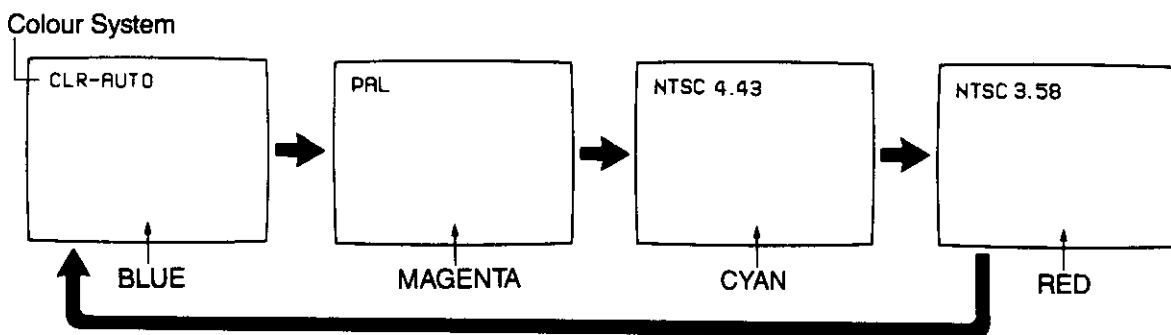 Colour System
CLR-AUTO
PAL
NTSC 4.43
NTSC 3.58
BLUE
MAGENTA
CYAN
RED